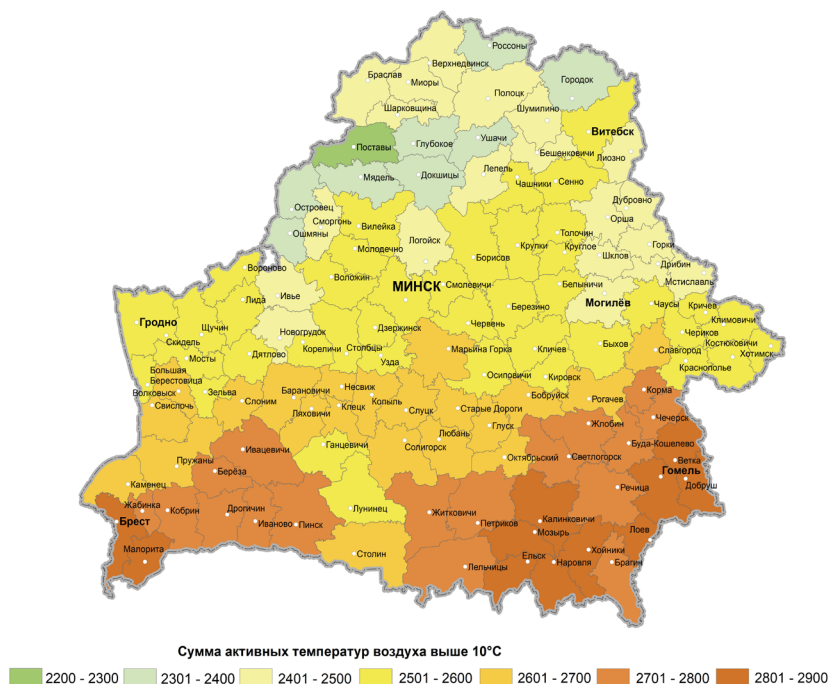 Россоны
Верхнедвинск
Браслав
Миоры
Городок
Полоцк
Шарковщина
Шумилино
Витебск
Поставы
Глубокое
Ушачи
Бешенковичи
Лиозно
Мядель
Докшицы
Лепель
Чашники
Сенно
Дубровно
Островец
Сморгонь
Орша
Ошмяны
Вилейка
Логойск
Толочин
Молодечно
Крупки
Круглое
Горки
Борисов
Шклов
Дрибин
Вороново
Воложин
Мстиславль
МИНСК
Смолевичи
Белыничи
Лида
Ивье
Могилёв
Чаусы
Кричев
Березино
Гродно
Климовичи
Щучин
Дзержинск
Червень
Чериков
Скидель
Новогрудок
Костюковичи
Кореличи
Столбцы
Марьина Горка
Кличев
Быхов
Славгород
Хотимск
Мосты
Дятлово
Узда
Краснополье
Большая
Берестовица
Осиповичи
Кировск
Волковыск
Зельва
Барановичи
Несвиж
Корма
Свислочь
Слоним
Копыль
Бобруйск
Рогачев
Ляховичи
Клецк
Слуцк
Старые Дороги
Чечерск
Глуск
Жлобин
Ганцевичи
Любань
Буда-Кошелево
Ивацевичи
Солигорск
Октябрьский
Светлогорск
Ветка
Пружаны
Береза
Гомель
Каменец
Речица
Добруш
Жабинка
Кобрин
Дрогичин
Лунинец
Житковичи
Брест
Иваново
Пинск
Петриков
Калинковичи
Мозырь
Лоев
Малорита
Столин
Ельск
Хойники
Лельчицы
Наровля
Брагин
Сумма активных температур воздуха выше 10°С
2200 - 2300
2301 - 2400
2401 - 2500
2501 - 2600
2601 - 2700
2701 - 2800
2801 - 2900